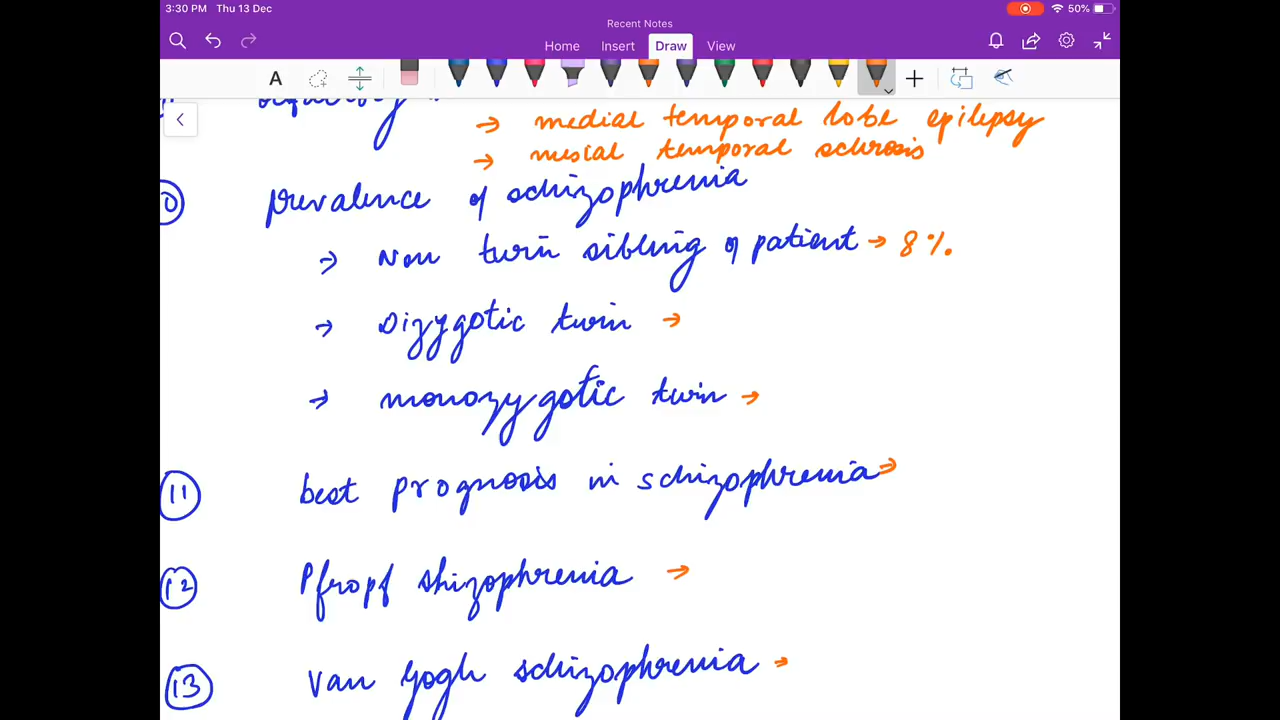 3:30 PM Thu 13 Dec
50%
Recent Notes
Home Insert Draw View
A
→ medial temporal lobe epilepsy
→ mesial temporal sclrosis
prevalence of schizophrenia
→ Non twin sibling of patient → 8%
→ Dizygotic twin →
→ monozygotic twin →
11 best prognosis in schizophrenia →
12 Pfropf shizophrenia →
13 Van Gogh schizophrenia →